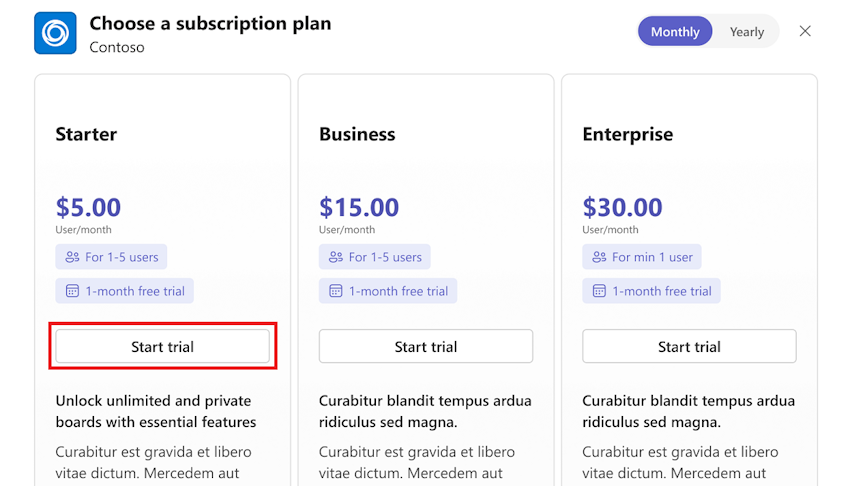 Choose a subscription plan
Contoso
Monthly
Yearly
Starter
$5.00
User/month
For 1-5 users
1-month free trial
Start trial
Unlock unlimited and private
boards with essential features
Curabitur est gravida et libero
vitae dictum. Mercedem aut
Business
$15.00
User/month
For 1-5 users
1-month free trial
Start trial
Curabitur blandit tempus ardua
ridiculus sed magna.
Curabitur est gravida et libero
vitae dictum. Mercedem aut
Enterprise
$30.00
User/month
For min 1 user
1-month free trial
Start trial
Curabitur blandit tempus ardua
ridiculus sed magna.
Curabitur est gravida et libero
vitae dictum. Mercedem aut